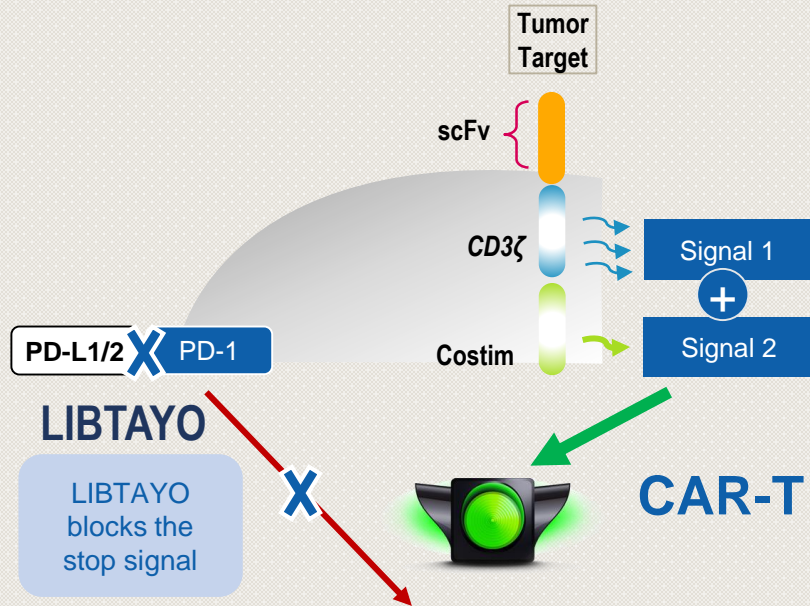 Tumor
Target
scFv
CD3ζ
Signal 1
+
Signal 2
Costim
PD-L1/2
X
PD-1
LIBTAYO
LIBTAYO
blocks the
stop signal
X
CAR-T